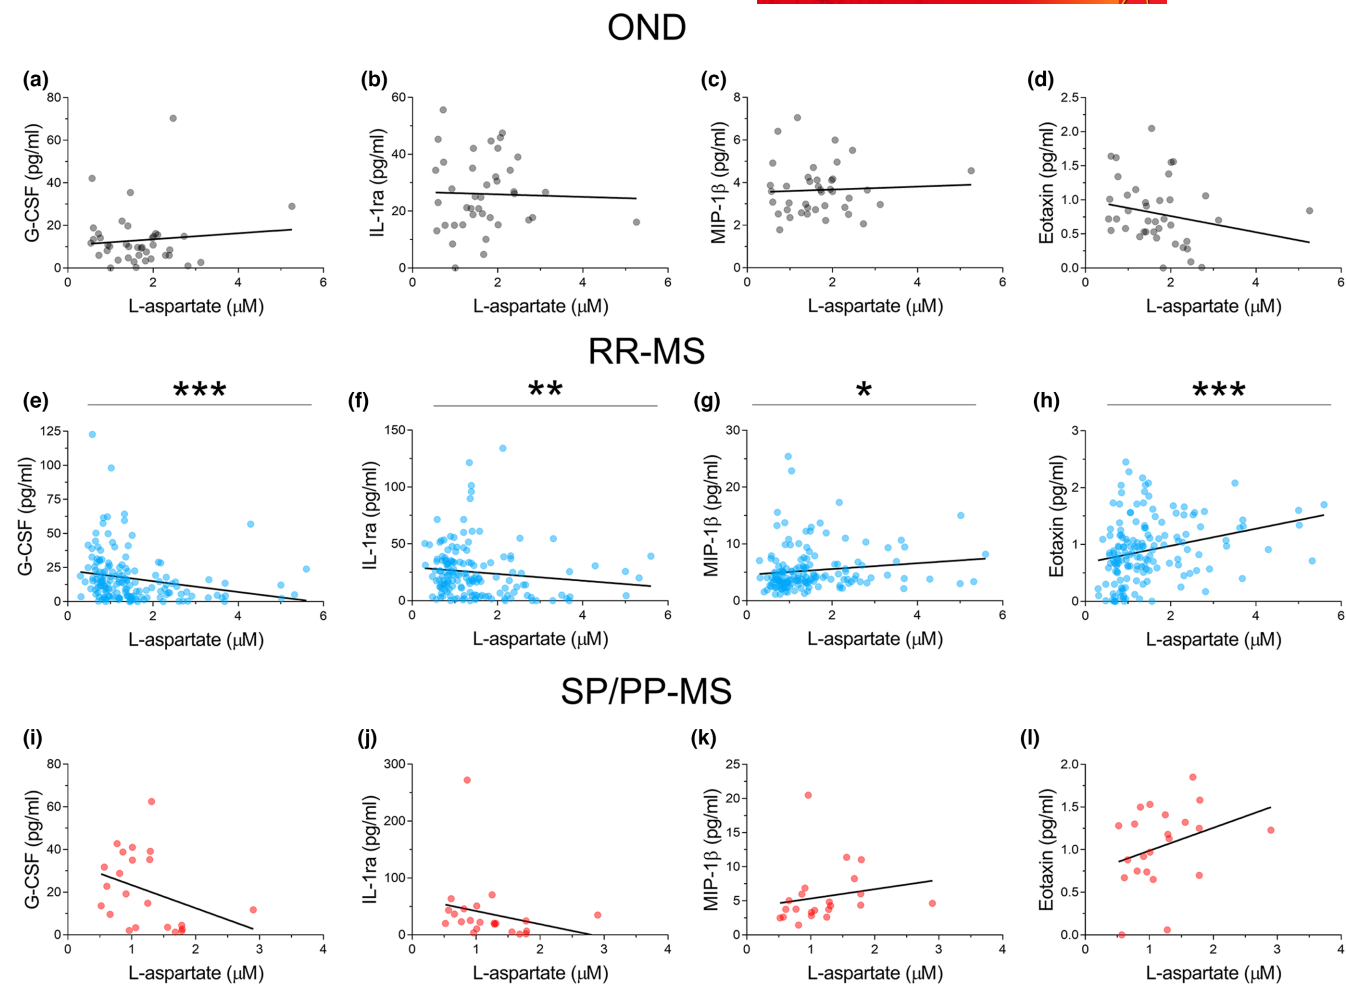 OND
(a) (b) (c) (d)
G-CSF (pg/ml)
80
60
40
20
0
0 2 4 6
L-aspartate (μM)
IL-1ra (pg/ml)
60
40
20
0
0 2 4 6
L-aspartate (μM)
MIP-1β (pg/ml)
8
6
4
2
0
0 2 4 6
L-aspartate (μM)
Eotaxin (pg/ml)
2.5
2.0
1.5
1.0
0.5
0.0
0 2 4 6
L-aspartate (μM)
RR-MS
(e) *** (f) ** (g) * (h) ***
G-CSF (pg/ml)
125
100
75
50
25
0
0 2 4 6
L-aspartate (μM)
IL-1ra (pg/ml)
150
100
50
0
0 2 4 6
L-aspartate (μM)
MIP-1β (pg/ml)
30
20
10
0
0 2 4 6
L-aspartate (μM)
Eotaxin (pg/ml)
3
2
1
0
0 2 4 6
L-aspartate (μM)
SP/PP-MS
(i) (j) (k) (l)
G-CSF (pg/ml)
80
60
40
20
0
0 1 2 3 4
L-aspartate (μM)
IL-1ra (pg/ml)
300
200
100
0
0 1 2 3 4
L-aspartate (μM)
MIP-1β (pg/ml)
25
20
15
10
5
0
0 1 2 3 4
L-aspartate (μM)
Eotaxin (pg/ml)
2.0
1.5
1.0
0.5
0.0
0 1 2 3 4
L-aspartate (μM)